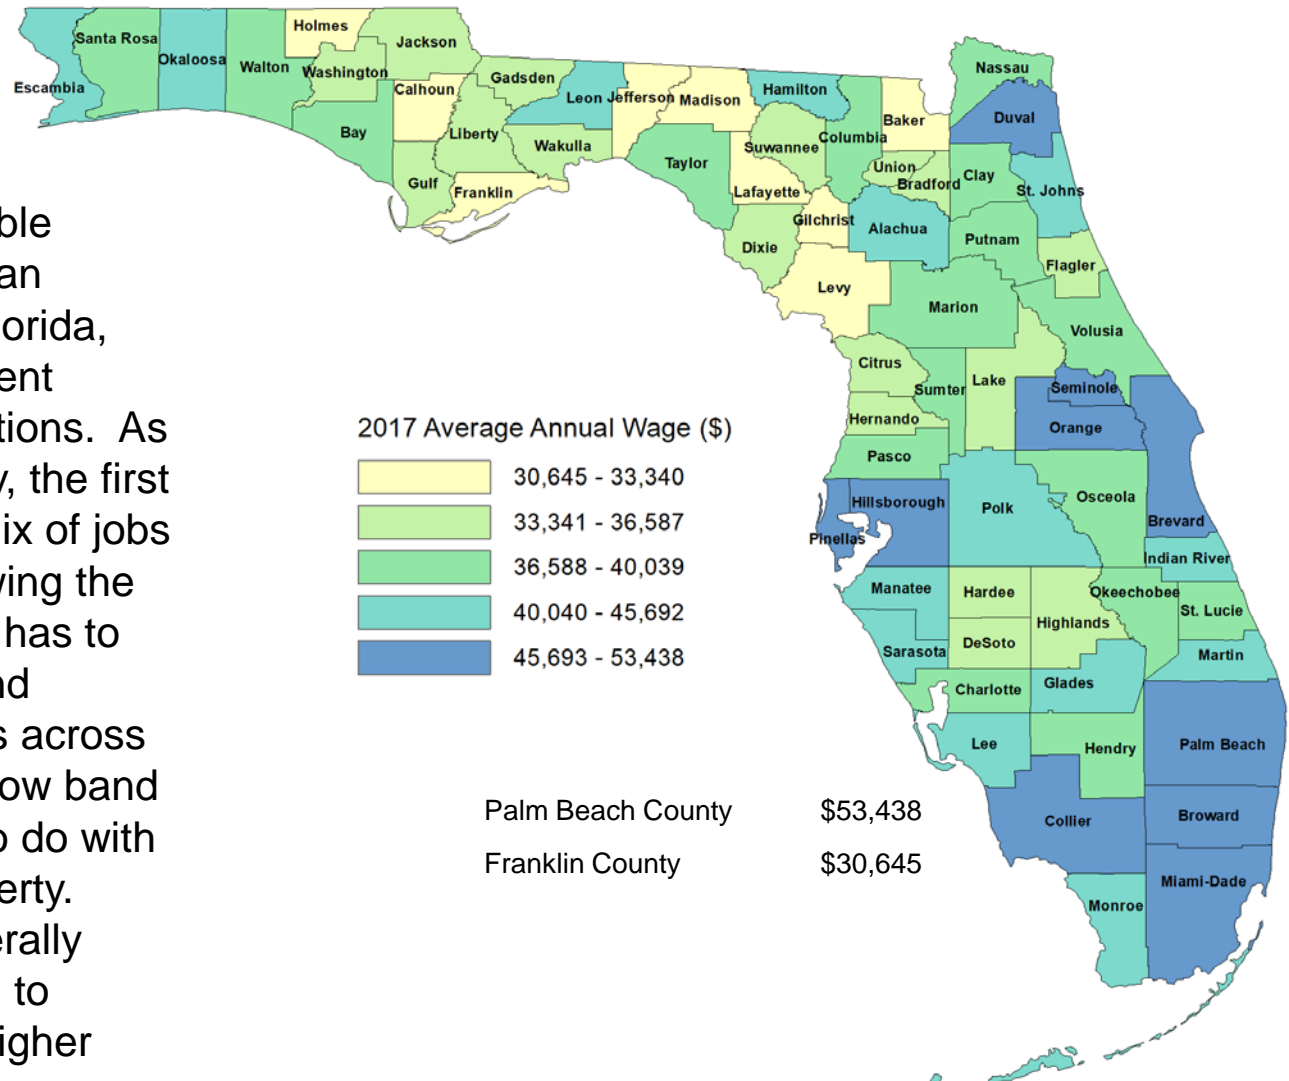 ble
an
orida,
ent
tions.  As
y, the first
ix of jobs
wing the
has to
nd
s across
ow band
o do with
erty.
erally
to
igher
Holmes
Santa Rosa
Jackson
Okaloosa
Walton
Washington
Escambia
Calhoun
Gadsden
Leon
Jefferson
Madison
Hamilton
Nassau
Duval
Baker
Bay
Liberty
Wakulla
Taylor
Suwannee
Columbia
Union
Bradford
Clay
St. Johns
Gulf
Franklin
Lafayette
Gilchrist
Alachua
Putnam
Dixie
Flagler
Levy
Marion
Volusia
Citrus
Sumter
Lake
Seminole
Hernando
Orange
Pasco
Hillsborough
Polk
Osceola
Brevard
Pinellas
Indian River
Manatee
Hardee
Okeechobee
St. Lucie
Highlands
DeSoto
Sarasota
Martin
Charlotte
Glades
Lee
Hendry
Palm Beach
Collier
Broward
Miami-Dade
Monroe
2017 Average Annual Wage ($)
30,645 - 33,340
33,341 - 36,587
36,588 - 40,039
40,040 - 45,692
45,693 - 53,438
Palm Beach County $53,438
Franklin County $30,645